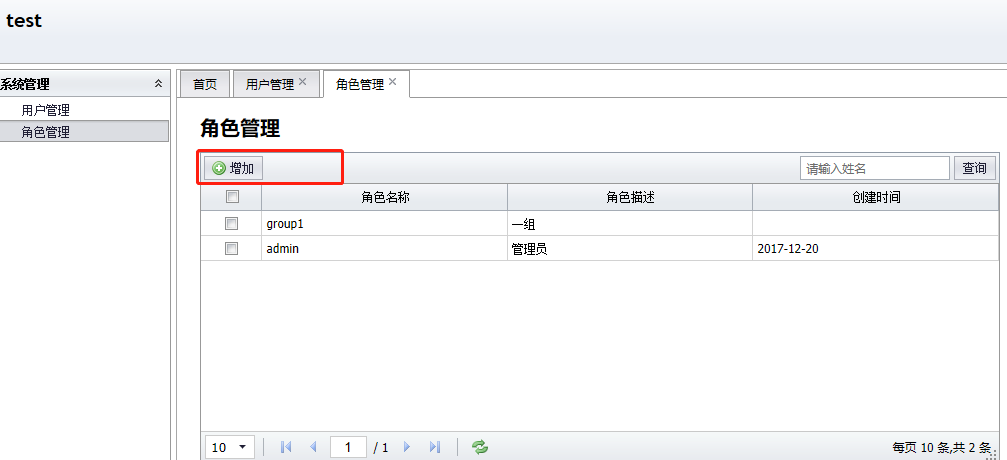 test
系统管理
用户管理
角色管理
首页 用户管理 角色管理
角色管理
增加 请输入姓名 查询
角色名称 角色描述 创建时间
group1 一组
admin 管理员 2017-12-20
10 1 / 1 每页 10 条,共 2 条